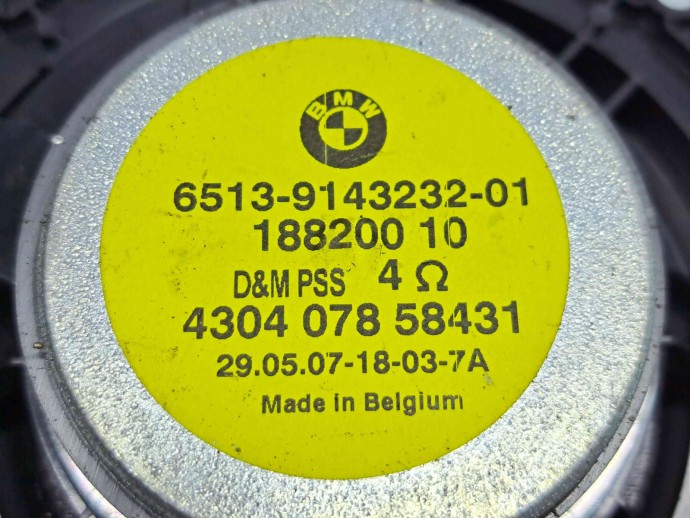 BMW
6513-9143232-01
188200 10
D&M PSS 4 Ω
4304 078 58431
29.05.07-18-03-7A
Made in Belgium